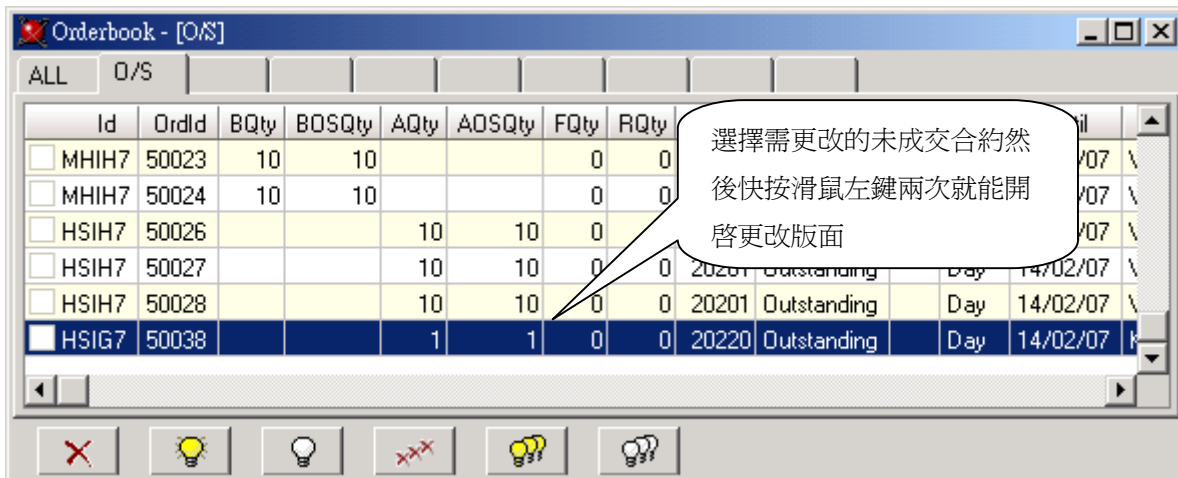 Orderbook - [O/S]
ALL O/S
Id OrdId BQty BOSQty AQty AOSQty FQty RQty
MHIH7 50023 10 10 0 0 /07
MHIH7 50024 10 10 0 0 /07
HSIH7 50026 10 10 0 /07
HSIH7 50027 10 10 0 0 20201 Outstanding Day 14/02/07
HSIH7 50028 10 10 0 0 20201 Outstanding Day 14/02/07
HSIG7 50038 1 1 0 0 20220 Outstanding Day 14/02/07
選擇需更改的未成交合約然
後快按滑鼠左鍵兩次就能開
啓更改版面